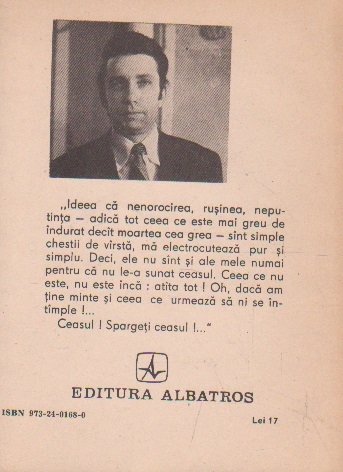 „Ideea că nenorocirea, rușinea, nepu-
tința — adică tot ceea ce este mai greu de
îndurat decît moartea cea grea — sînt simple
chestii de vîrstă, mă electrocutează pur și
simplu. Deci, ele nu sînt și ale mele numai
pentru că nu le-a sunat ceasul. Ceea ce nu
este, nu este încă : atîta tot ! Oh, dacă am
ține minte și ceea ce urmează să ni se în-
tîmple !...
Ceasul ! Spargeți ceasul !...“
EDITURA ALBATROS
ISBN 973-24-0168-0
Lei 17